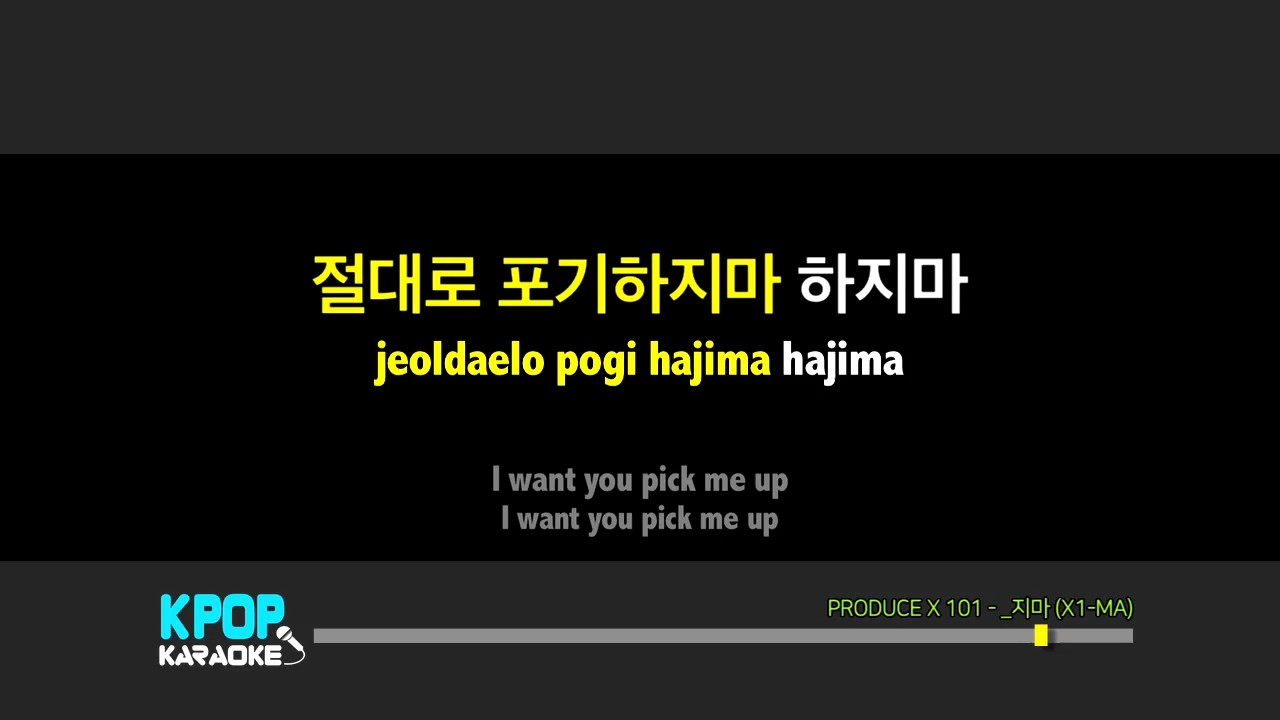 절대로 포기하지마 하지마
jeoldaelo pogi hajima hajima
I want you pick me up
I want you pick me up
KPOP
KARAOKE
PRODUCE X 101 - _지마 (X1-MA)